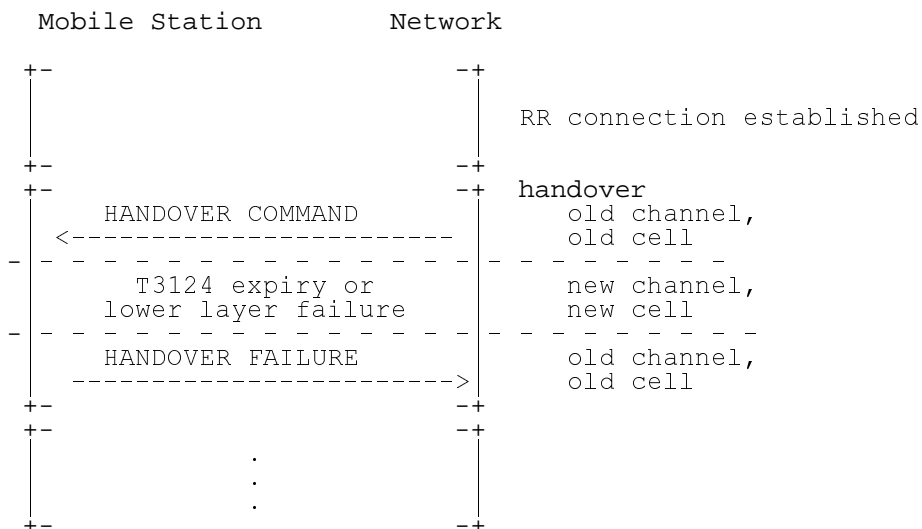 Mobile Station Network
RR connection established
handover
HANDOVER COMMAND old channel,
old cell
T3124 expiry or new channel,
lower layer failure new cell
HANDOVER FAILURE old channel,
old cell